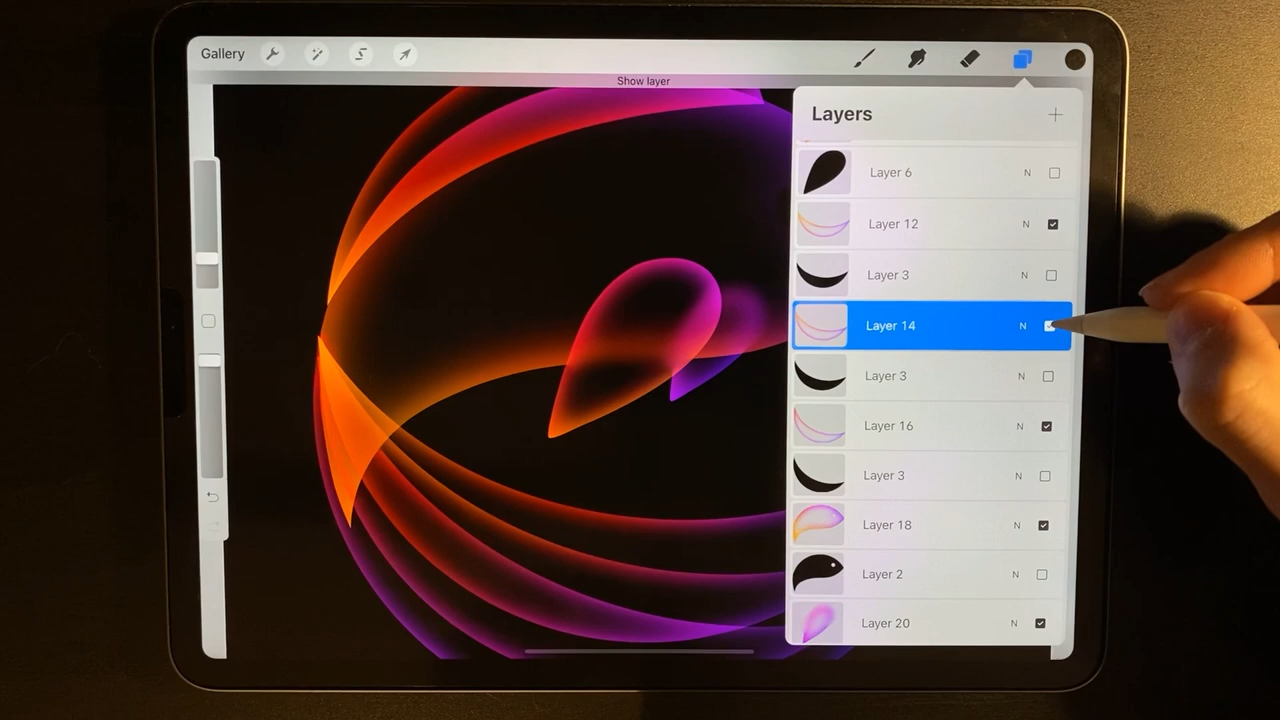 Gallery
Show layer
Layers
Layer 6 N
Layer 12 N
Layer 3 N
Layer 14 N
Layer 3 N
Layer 16 N
Layer 3 N
Layer 18 N
Layer 2 N
Layer 20 N